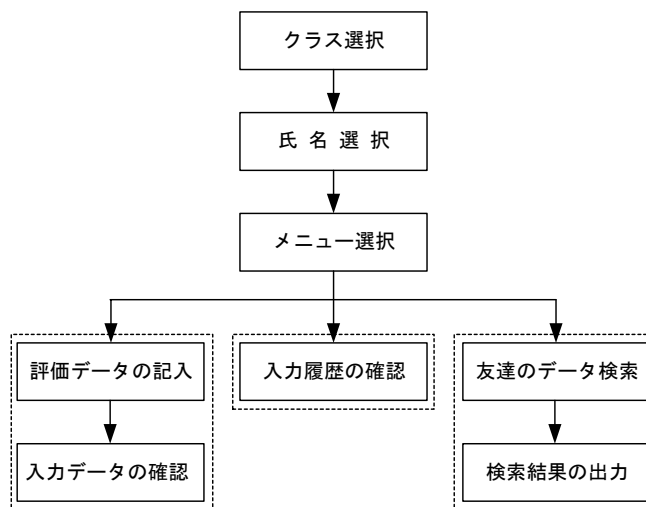 クラス選択
氏 名 選 択
メニュー選択
評価データの記入
入力履歴の確認
友達のデータ検索
入力データの確認
検索結果の出力